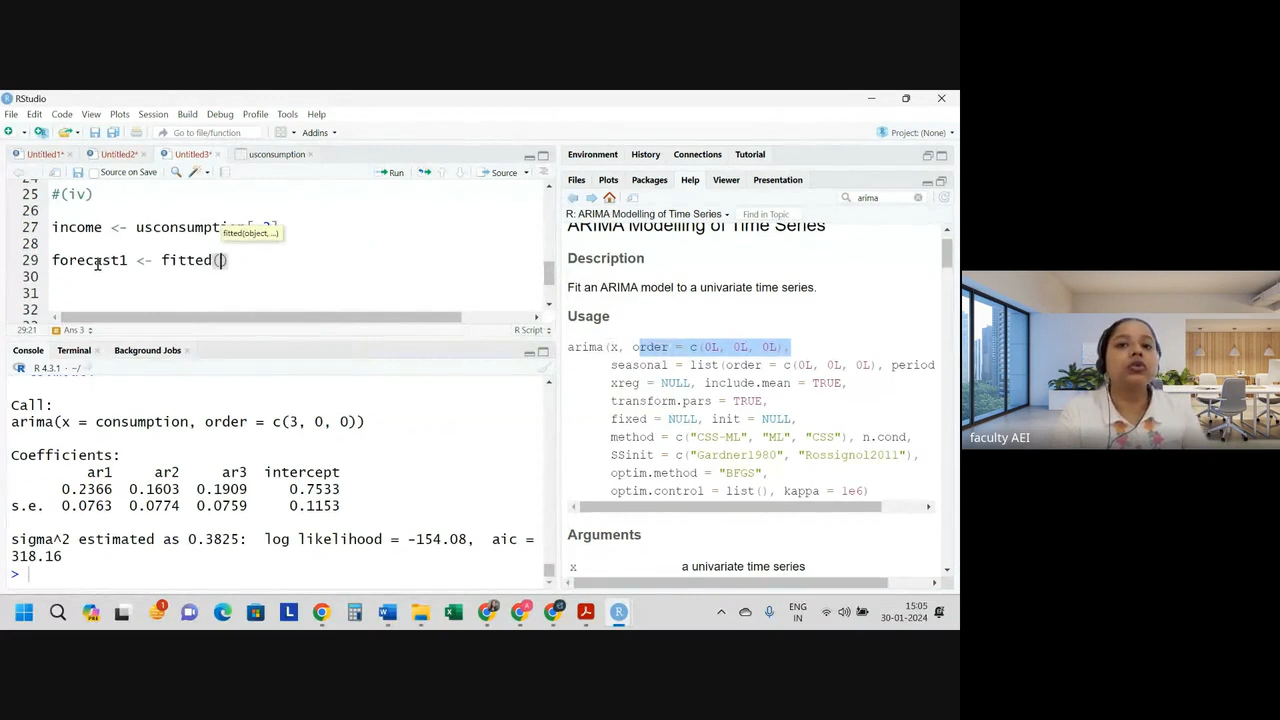 RStudio
File Edit Code View Plots Session Build Debug Profile Tools Help
Go to file/function Addins Project: (None)
Untitled1* Untitled2* Untitled3* usconsumption
Source on Save Run Source
25 #(iv)
26
27 income <- usconsumption
fitted(object, ...)
28
29 forecast1 <- fitted()
30
31
32
29:21 Ans 3 R Script
Console Terminal Background Jobs
R 4.3.1 · ~/
Call:
arima(x = consumption, order = c(3, 0, 0))
Coefficients:
ar1 ar2 ar3 intercept
0.2366 0.1603 0.1909 0.7533
s.e. 0.0763 0.0774 0.0759 0.1153
sigma^2 estimated as 0.3825: log likelihood = -154.08, aic =
318.16
>
Environment History Connections Tutorial
Files Plots Packages Help Viewer Presentation
arima
R: ARIMA Modelling of Time Series Find in Topic
ARIMA Modelling of Time Series
Description
Fit an ARIMA model to a univariate time series.
Usage
arima(x, order = c(0L, 0L, 0L),
seasonal = list(order = c(0L, 0L, 0L), period
xreg = NULL, include.mean = TRUE,
transform.pars = TRUE,
fixed = NULL, init = NULL,
method = c("CSS-ML", "ML", "CSS"), n.cond,
SSinit = c("Gardner1980", "Rossignol2011"),
optim.method = "BFGS",
optim.control = list(), kappa = 1e6)
Arguments
x a univariate time series
faculty AEI
ENG
IN
15:05
30-01-2024